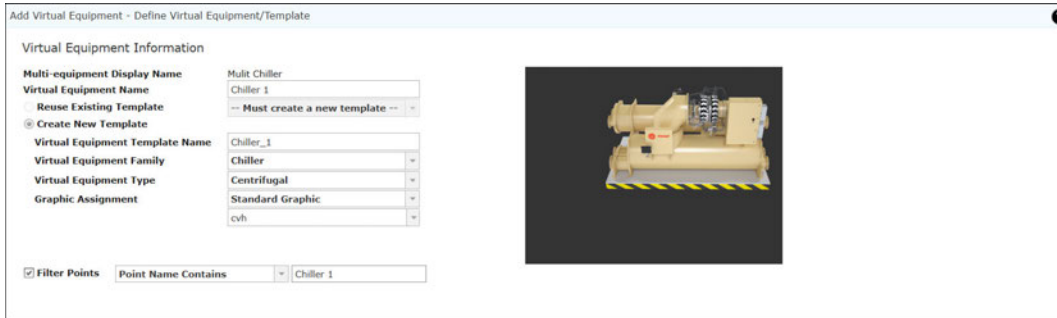 Add Virtual Equipment - Define Virtual Equipment/Template
Virtual Equipment Information
Multi-equipment Display Name Mulit Chiller
Virtual Equipment Name Chiller 1
Reuse Existing Template -- Must create a new template --
Create New Template
Virtual Equipment Template Name Chiller_1
Virtual Equipment Family Chiller
Virtual Equipment Type Centrifugal
Graphic Assignment Standard Graphic
cvh
Filter Points Point Name Contains Chiller 1